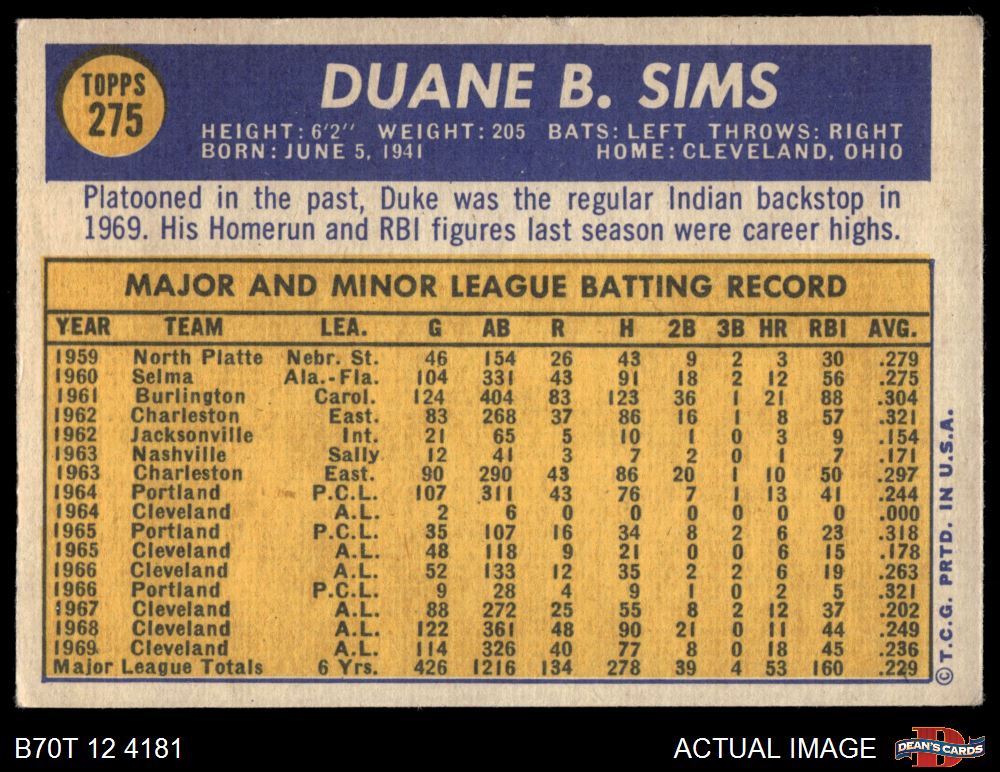 TOPPS
275
DUANE B. SIMS
HEIGHT: 6'2" WEIGHT: 205 BATS: LEFT THROWS: RIGHT
BORN: JUNE 5, 1941 HOME: CLEVELAND, OHIO
Platooned in the past, Duke was the regular Indian backstop in
1969. His Homerun and RBI figures last season were career highs.
MAJOR AND MINOR LEAGUE BATTING RECORD
YEAR TEAM LEA. G AB R H 2B 3B HR RBI AVG.
1959 North Platte Nebr. St. 46 154 26 43 9 2 3 30 .279
1960 Selma Ala.-Fla. 104 331 43 91 18 2 12 56 .275
1961 Burlington Carol. 124 404 83 123 36 1 21 88 .304
1962 Charleston East. 83 268 37 86 16 1 8 57 .321
1962 Jacksonville Int. 21 65 5 10 1 0 3 9 .154
1963 Nashville Sally 12 41 3 7 2 0 1 7 .171
1963 Charleston East. 90 290 43 86 20 1 10 50 .297
1964 Portland P.C.L. 107 311 43 76 7 1 13 41 .244
1964 Cleveland A.L. 2 6 0 0 0 0 0 0 .000
1965 Portland P.C.L. 35 107 16 34 8 2 6 23 .318
1965 Cleveland A.L. 48 118 9 21 0 0 6 15 .178
1966 Cleveland A.L. 52 133 12 35 2 2 6 19 .263
1966 Portland P.C.L. 9 28 4 9 1 0 2 5 .321
1967 Cleveland A.L. 88 272 25 55 8 2 12 37 .202
1968 Cleveland A.L. 122 361 48 90 21 0 11 44 .249
1969 Cleveland A.L. 114 326 40 77 8 0 18 45 .236
Major League Totals 6 Yrs. 426 1216 134 278 39 4 53 160 .229
© T.C.G. PRTD. IN U.S.A.
B70T 12 4181
ACTUAL IMAGE
DEAN'S CARDS